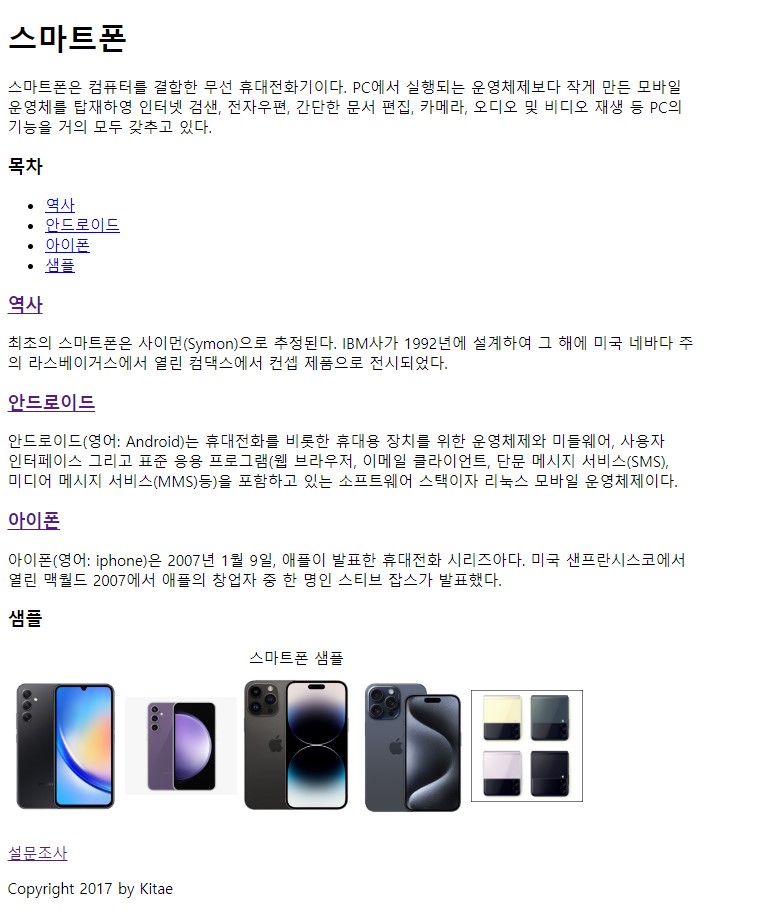 스마트폰
스마트폰은 컴퓨터를 결합한 무선 휴대전화기이다. PC에서 실행되는 운영체제보다 작게 만든 모바일
운영체를 탑재하영 인터넷 검샌, 전자우편, 간단한 문서 편집, 카메라, 오디오 및 비디오 재생 등 PC의
기능을 거의 모두 갖추고 있다.
목차
• 역사
• 안드로이드
• 아이폰
• 샘플
역사
최초의 스마트폰은 사이먼(Symon)으로 추정된다. IBM사가 1992년에 설계하여 그 해에 미국 네바다 주
의 라스베이거스에서 열린 컴댁스에서 컨셉 제품으로 전시되었다.
안드로이드
안드로이드(영어: Android)는 휴대전화를 비롯한 휴대용 장치를 위한 운영체제와 미들웨어, 사용자
인터페이스 그리고 표준 응용 프로그램(웹 브라우저, 이메일 클라이언트, 단문 메시지 서비스(SMS),
미디어 메시지 서비스(MMS)등)을 포함하고 있는 소프트웨어 스택이자 리눅스 모바일 운영체제이다.
아이폰
아이폰(영어: iphone)은 2007년 1월 9일, 애플이 발표한 휴대전화 시리즈아다. 미국 샌프란시스코에서
열린 맥월드 2007에서 애플의 창업자 중 한 명인 스티브 잡스가 발표했다.
샘플
스마트폰 샘플
설문조사
Copyright 2017 by Kitae